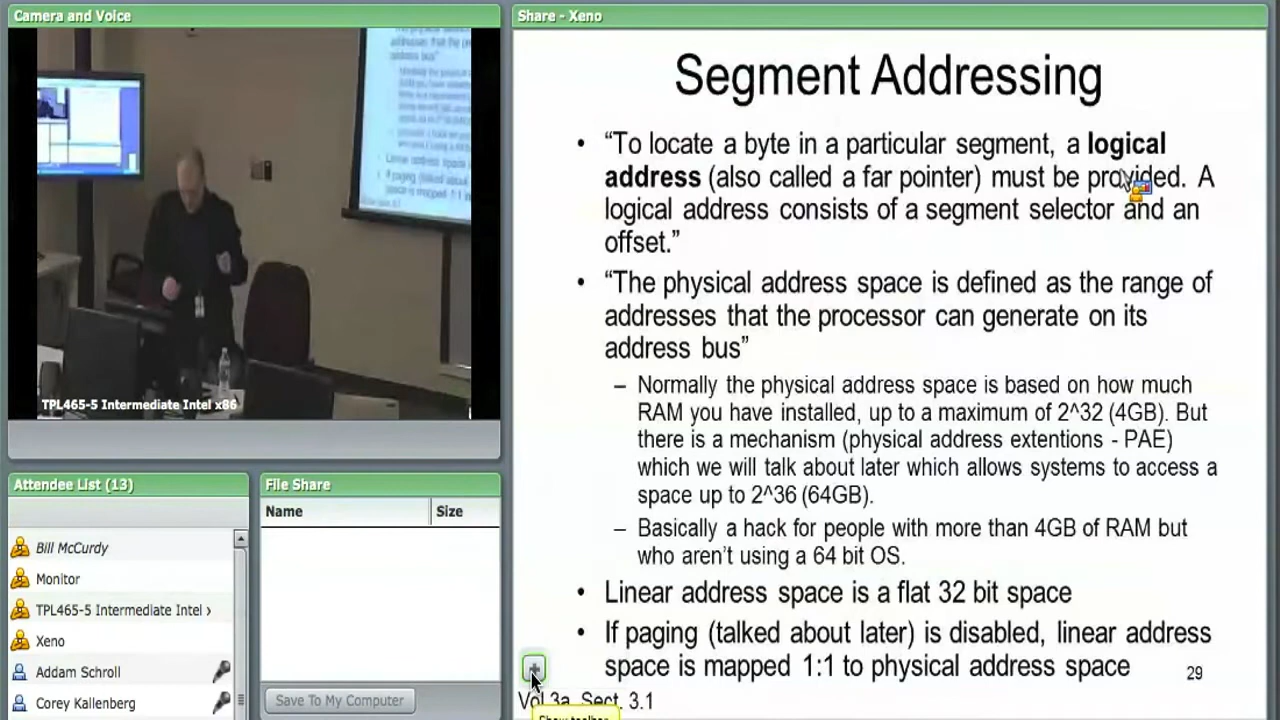 Camera and Voice
TPL465-5 Intermediate Intel x86
Attendee List (13)
Bill McCurdy
Monitor
TPL465-5 Intermediate Intel ›
Xeno
Addam Schroll
Corey Kallenberg
File Share
Name Size
Save To My Computer
Share - Xeno
Segment Addressing
• “To locate a byte in a particular segment, a logical
address (also called a far pointer) must be provided. A
logical address consists of a segment selector and an
offset.”
• “The physical address space is defined as the range of
addresses that the processor can generate on its
address bus”
– Normally the physical address space is based on how much
RAM you have installed, up to a maximum of 2^32 (4GB). But
there is a mechanism (physical address extentions - PAE)
which we will talk about later which allows systems to access a
space up to 2^36 (64GB).
– Basically a hack for people with more than 4GB of RAM but
who aren’t using a 64 bit OS.
• Linear address space is a flat 32 bit space
• If paging (talked about later) is disabled, linear address
space is mapped 1:1 to physical address space
29
Vol 3a, Sect. 3.1
Show toolbar